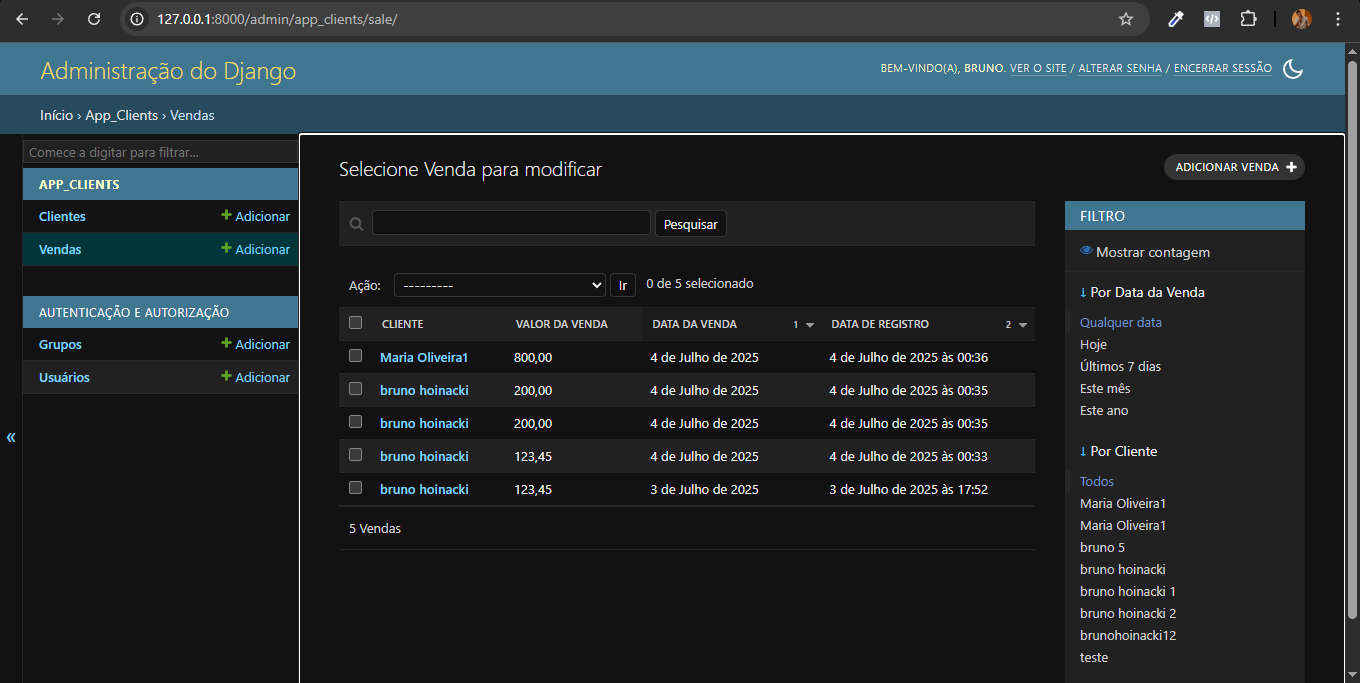 127.0.0.1:8000/admin/app_clients/sale/
Administração do Django
BEM-VINDO(A), BRUNO. VER O SITE / ALTERAR SENHA / ENCERRAR SESSÃO
Início › App_Clients › Vendas
Comece a digitar para filtrar...
APP_CLIENTS
Clientes + Adicionar
Vendas + Adicionar
AUTENTICAÇÃO E AUTORIZAÇÃO
Grupos + Adicionar
Usuários + Adicionar
«
Selecione Venda para modificar
ADICIONAR VENDA +
Pesquisar
Ação: --------- Ir 0 de 5 selecionado
CLIENTE VALOR DA VENDA DATA DA VENDA 1 DATA DE REGISTRO 2
Maria Oliveira1 800,00 4 de Julho de 2025 4 de Julho de 2025 às 00:36
bruno hoinacki 200,00 4 de Julho de 2025 4 de Julho de 2025 às 00:35
bruno hoinacki 200,00 4 de Julho de 2025 4 de Julho de 2025 às 00:35
bruno hoinacki 123,45 4 de Julho de 2025 4 de Julho de 2025 às 00:33
bruno hoinacki 123,45 3 de Julho de 2025 3 de Julho de 2025 às 17:52
5 Vendas
FILTRO
Mostrar contagem
↓ Por Data da Venda
Qualquer data
Hoje
Últimos 7 dias
Este mês
Este ano
↓ Por Cliente
Todos
Maria Oliveira1
Maria Oliveira1
bruno 5
bruno hoinacki
bruno hoinacki 1
bruno hoinacki 2
brunohoinacki12
teste